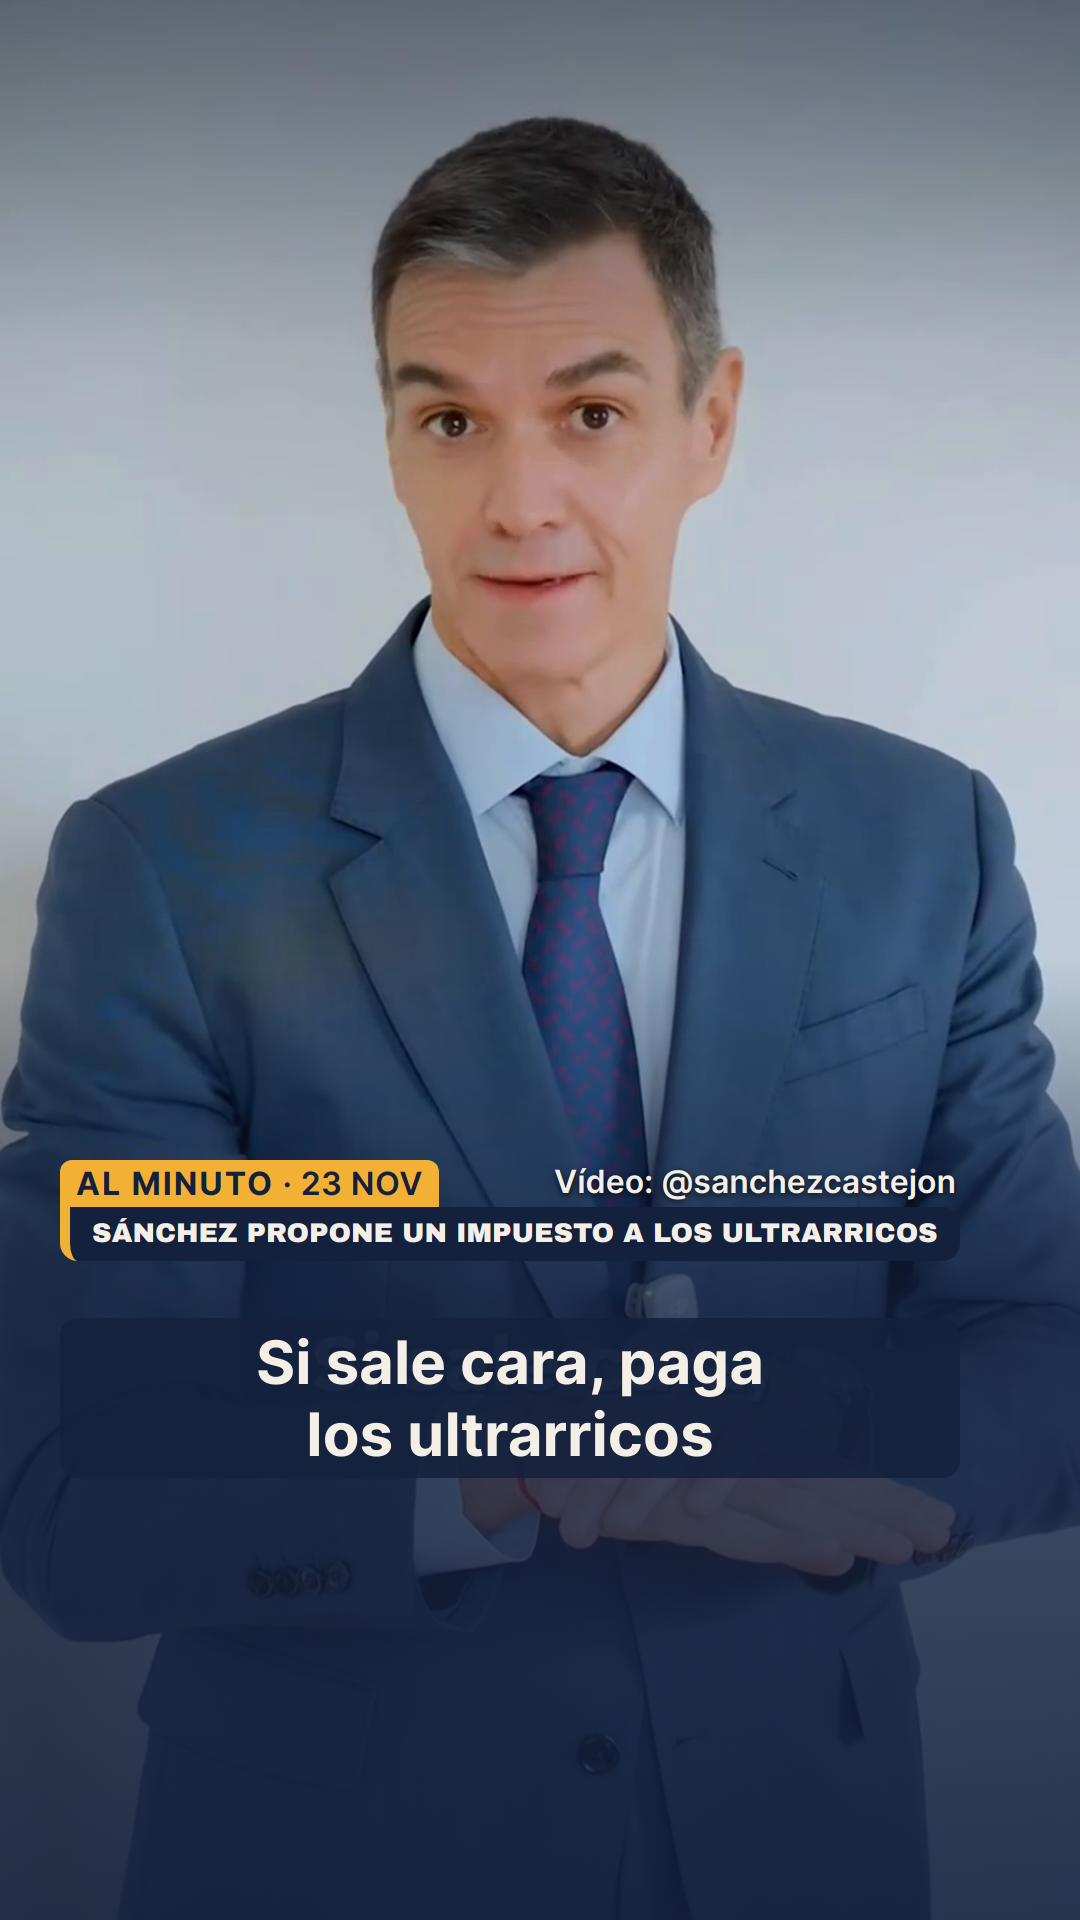 AL MINUTO · 23 NOV
Vídeo: @sanchezcastejon
SÁNCHEZ PROPONE UN IMPUESTO A LOS ULTRARRICOS
Si sale cara, paga
los ultrarricos